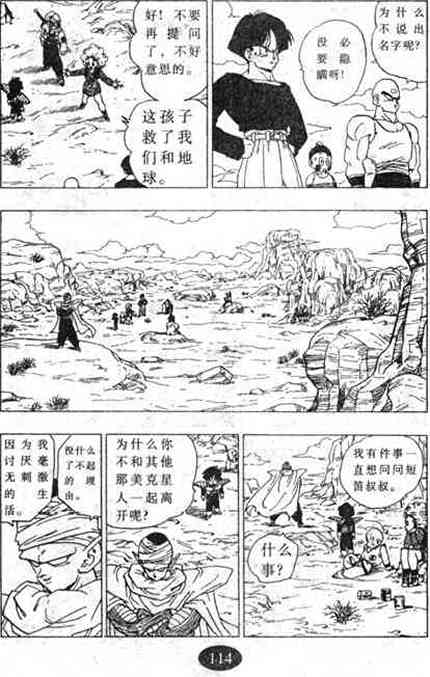 为什么
不说出
名字呢?
没必
要隐
瞒呀!
好!不要
再提问
了,不好
意思的。
这孩子
救了我
们和地
球。
我有件事一
直想问问短
笛叔叔。
什么
事?
为什么你
不和其他
那美克星
人一起离
开呢?
没什么
了不起
的理
由。
因为我
讨厌毫
无刺激
的生
活。
114